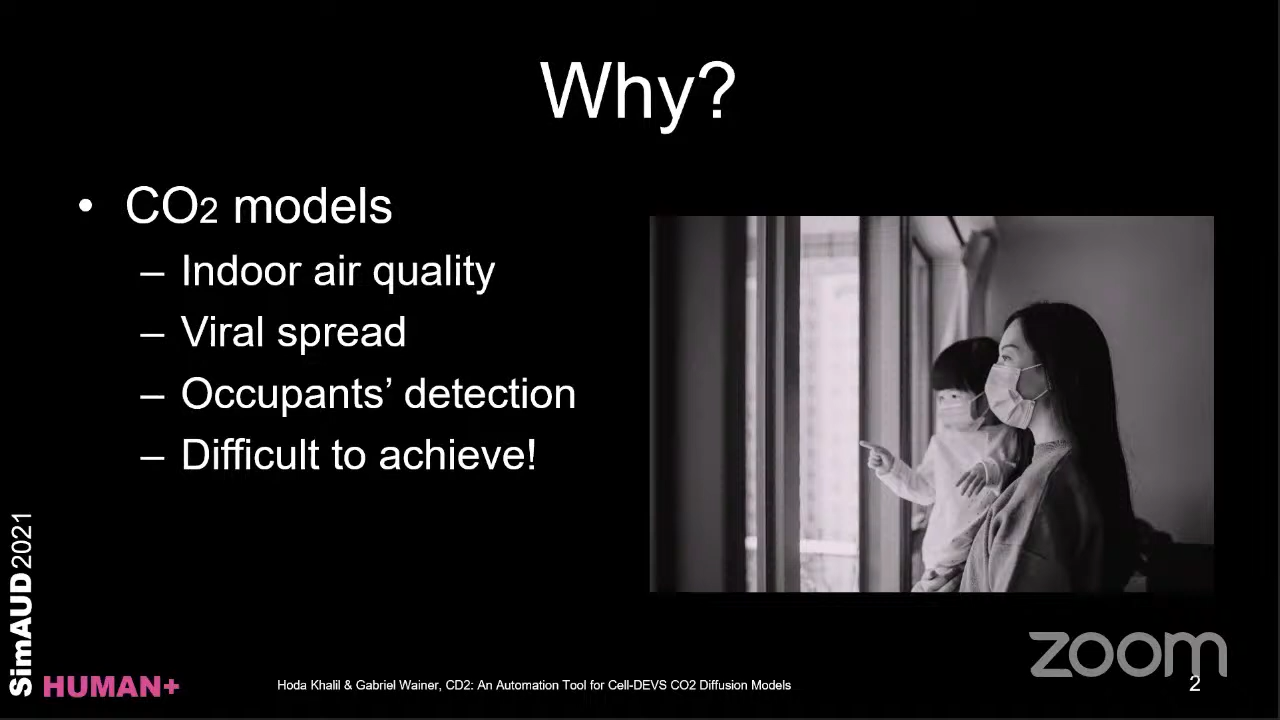 Why?
• CO2 models
– Indoor air quality
– Viral spread
– Occupants’ detection
– Difficult to achieve!
SimAUD2021
HUMAN+
Hoda Khalil & Gabriel Wainer, CD2: An Automation Tool for Cell-DEVS CO2 Diffusion Models
zoom
2